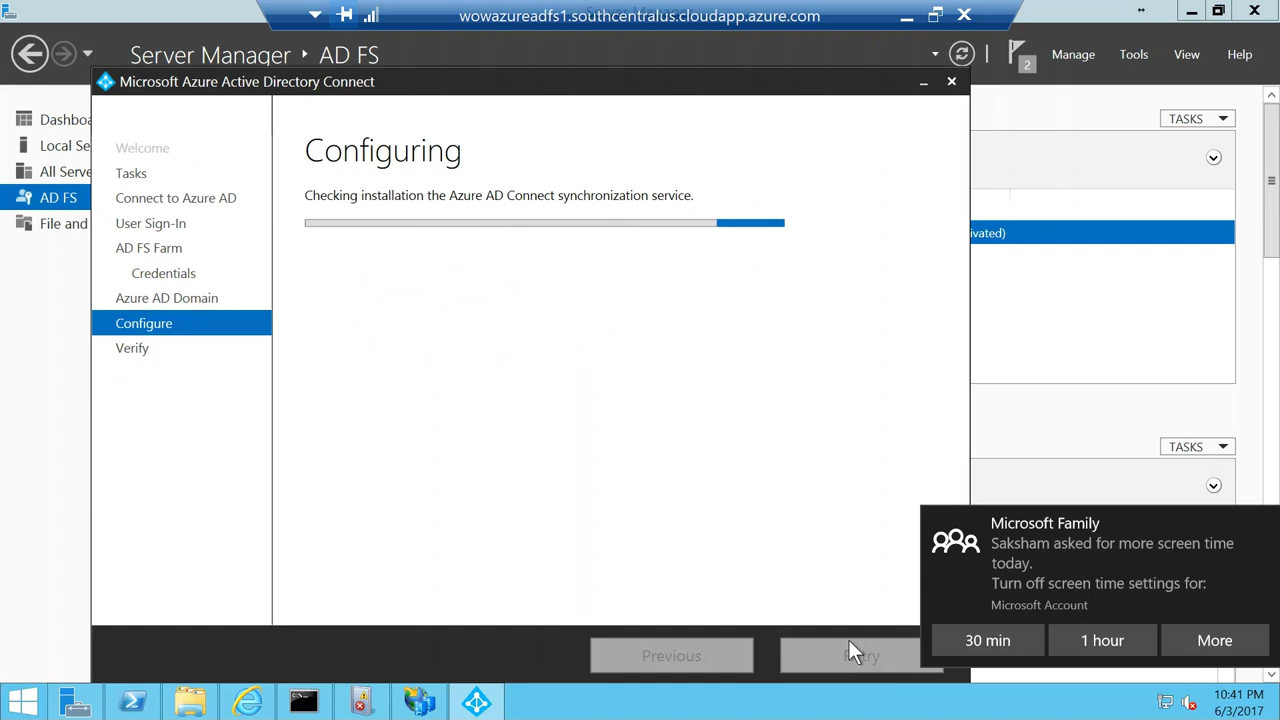 wowazureadfs1.southcentralus.cloudapp.azure.com
Server Manager ‣ AD FS
2
Manage
Tools
View
Help
Microsoft Azure Active Directory Connect
Dashbo
Local Se
All Serve
AD FS
File and
Welcome
Tasks
Connect to Azure AD
User Sign-In
AD FS Farm
Credentials
Azure AD Domain
Configure
Verify
Configuring
Checking installation the Azure AD Connect synchronization service.
TASKS
ivated)
TASKS
Previous
Retry
Microsoft Family
Saksham asked for more screen time
today.
Turn off screen time settings for:
Microsoft Account
30 min
1 hour
More
10:41 PM
6/3/2017